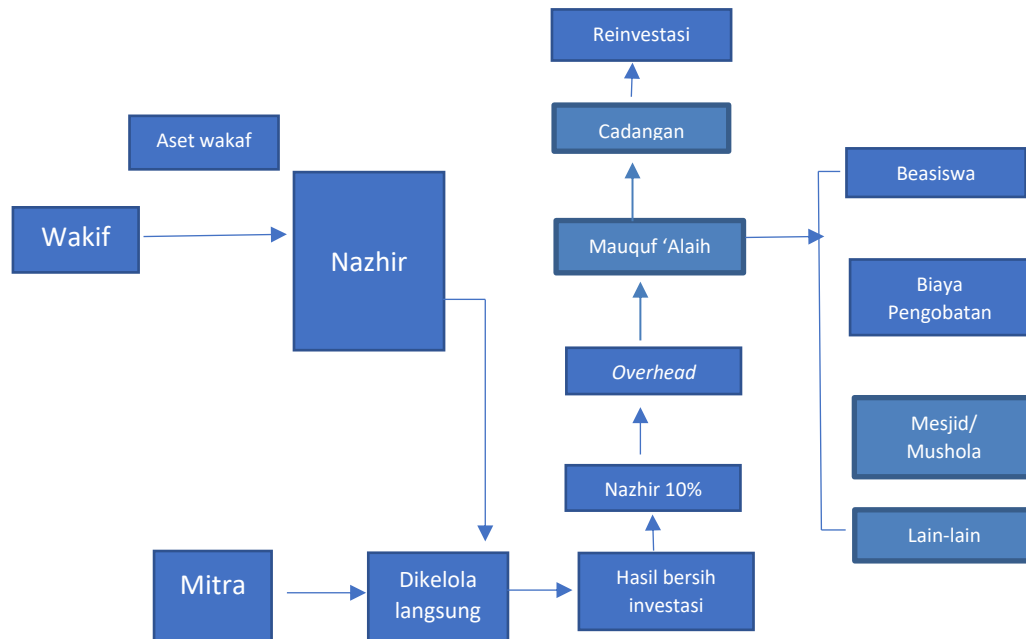 Reinvestasi
Cadangan
Aset wakaf
Beasiswa
Wakif
Nazhir
Mauquf ‘Alaih
Biaya
Pengobatan
Overhead
Mesjid/
Mushola
Nazhir 10%
Lain-lain
Mitra
Dikelola
langsung
Hasil bersih
investasi